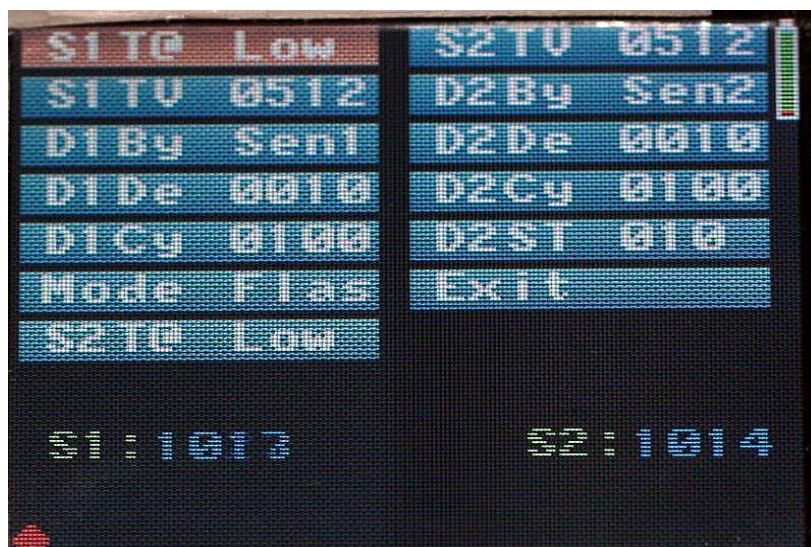 S1T@ Low
S1TV 0512
D1By Sen1
D1De 0010
D1Cy 0100
Mode Flas
S2T@ Low
S2TV 0512
D2By Sen2
D2De 0010
D2Cy 0100
D2ST 010
Exit
S1:1017
S2:1014